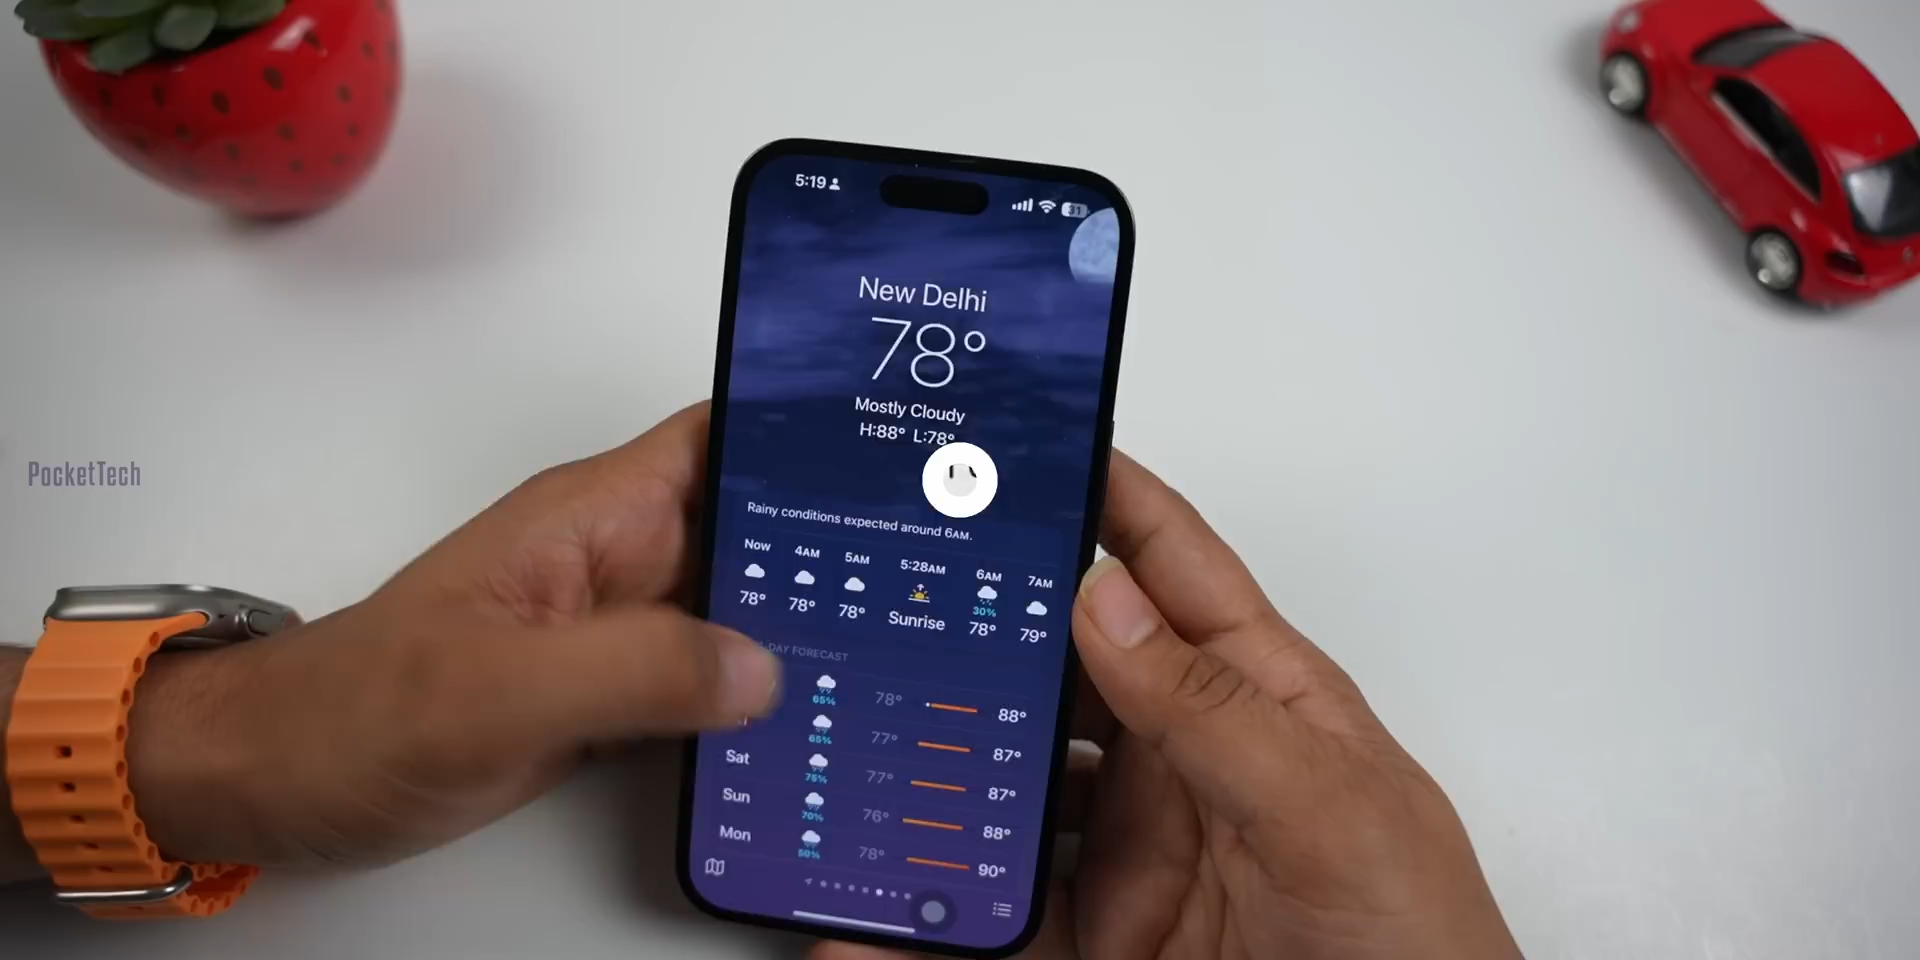 5:19
31
New Delhi
78°
Mostly Cloudy
H:88° L:78°
Rainy conditions expected around 6AM.
Now 4AM 5AM 5:28AM 6AM 7AM
30%
78° 78° 78° Sunrise 78° 79°
-DAY FORECAST
65% 78° 88°
65% 77° 87°
Sat 75% 77° 87°
Sun 70% 76° 88°
Mon 50% 78° 90°
PocketTech